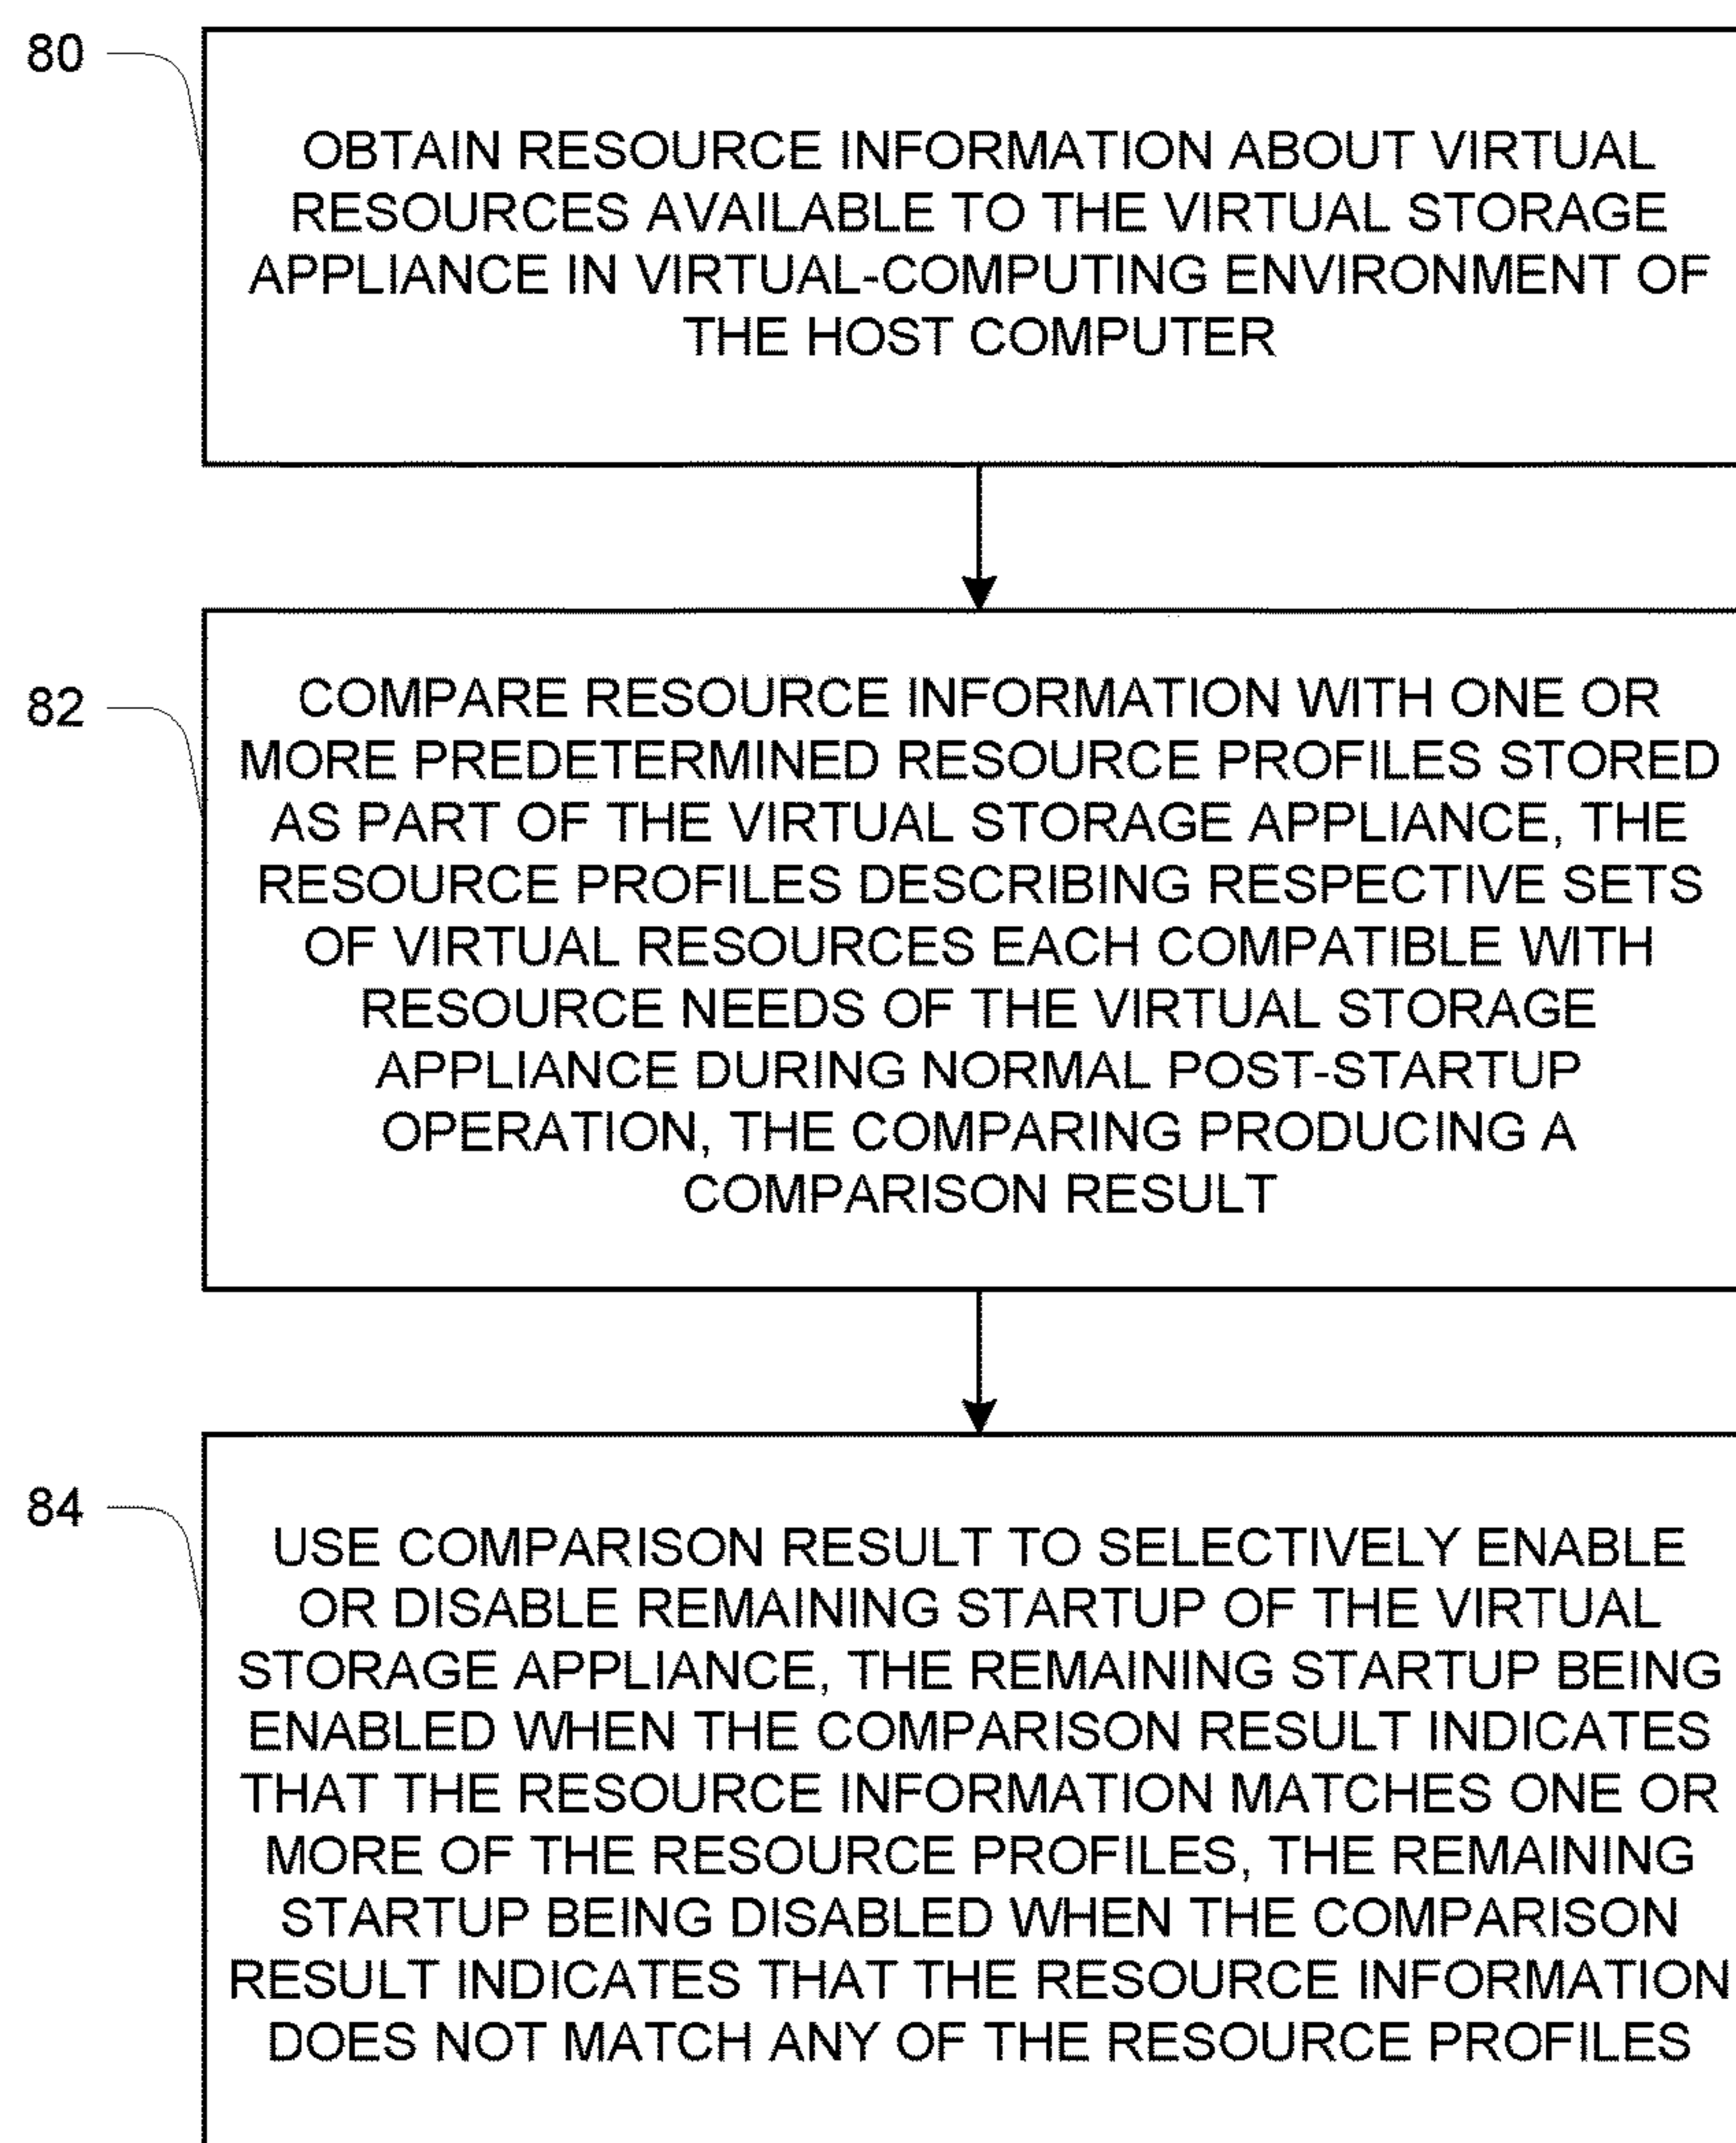 80
OBTAIN RESOURCE INFORMATION ABOUT VIRTUAL
RESOURCES AVAILABLE TO THE VIRTUAL STORAGE
APPLIANCE IN VIRTUAL-COMPUTING ENVIRONMENT OF
THE HOST COMPUTER
82
COMPARE RESOURCE INFORMATION WITH ONE OR
MORE PREDETERMINED RESOURCE PROFILES STORED
AS PART OF THE VIRTUAL STORAGE APPLIANCE, THE
RESOURCE PROFILES DESCRIBING RESPECTIVE SETS
OF VIRTUAL RESOURCES EACH COMPATIBLE WITH
RESOURCE NEEDS OF THE VIRTUAL STORAGE
APPLIANCE DURING NORMAL POST-STARTUP
OPERATION, THE COMPARING PRODUCING A
COMPARISON RESULT
84
USE COMPARISON RESULT TO SELECTIVELY ENABLE
OR DISABLE REMAINING STARTUP OF THE VIRTUAL
STORAGE APPLIANCE, THE REMAINING STARTUP BEING
ENABLED WHEN THE COMPARISON RESULT INDICATES
THAT THE RESOURCE INFORMATION MATCHES ONE OR
MORE OF THE RESOURCE PROFILES, THE REMAINING
STARTUP BEING DISABLED WHEN THE COMPARISON
RESULT INDICATES THAT THE RESOURCE INFORMATION
DOES NOT MATCH ANY OF THE RESOURCE PROFILES